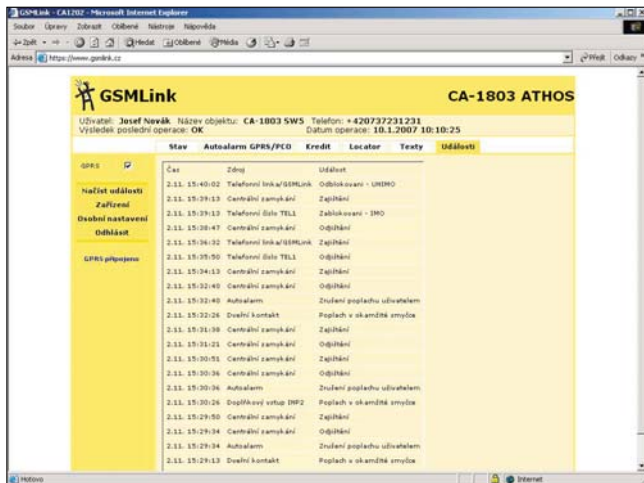 GSMLink - CA1202 - Microsoft Internet Explorer
Soubor Úpravy Zobrazit Oblíbené Nástroje Nápověda
Zpět Hledat Oblíbené Média
Adresa https://www.gsmlink.cz Přejít Odkazy
GSMLink CA-1803 ATHOS
Uživatel: Josef Novák Název objektu: CA-1803 SW5 Telefon: +420737231231
Výsledek poslední operace: OK Datum operace: 10.1.2007 10:10:25
Stav Autoalarm GPRS/PCO Kredit Locator Texty Události
GPRS
Načíst události
Zařízení
Osobní nastavení
Odhlásit
GPRS připojeno
Čas Zdroj Událost
2.11. 15:40:02 Telefonní linka/GSMLink Odblokovaní - UNIMO
2.11. 15:39:13 Centrální zamykání Zajištění
2.11. 15:39:13 Telefonní číslo TEL1 Zablokovaní - IMO
2.11. 15:38:47 Centrální zamykání Odjištění
2.11. 15:36:32 Telefonní linka/GSMLink Zajištění
2.11. 15:35:50 Telefonní číslo TEL1 Odjištění
2.11. 15:34:13 Centrální zamykání Zajištění
2.11. 15:32:40 Centrální zamykání Odjištění
2.11. 15:32:40 Autoalarm Zrušení poplachu uživatelem
2.11. 15:32:26 Dveřní kontakt Poplach v okamžité smyčce
2.11. 15:31:38 Centrální zamykání Zajištění
2.11. 15:31:21 Centrální zamykání Odjištění
2.11. 15:30:51 Centrální zamykání Zajištění
2.11. 15:30:36 Centrální zamykání Odjištění
2.11. 15:30:36 Autoalarm Zrušení poplachu uživatelem
2.11. 15:30:26 Doplňkový vstup INP2 Poplach v okamžité smyčce
2.11. 15:29:50 Centrální zamykání Zajištění
2.11. 15:29:34 Centrální zamykání Odjištění
2.11. 15:29:34 Autoalarm Zrušení poplachu uživatelem
2.11. 15:29:13 Dveřní kontakt Poplach v okamžité smyčce
Hotovo Internet